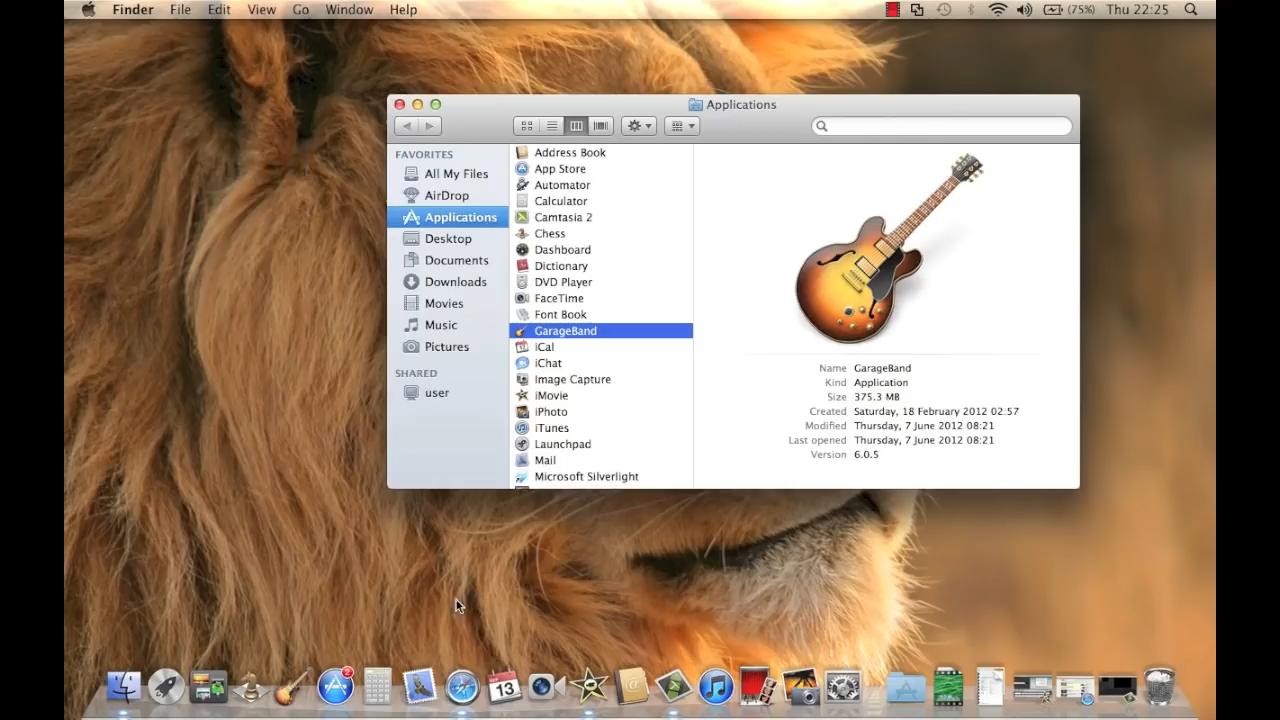 Finder File Edit View Go Window Help (75%) Thu 22:25
Applications
FAVORITES
All My Files
AirDrop
Applications
Desktop
Documents
Downloads
Movies
Music
Pictures
SHARED
user
Address Book
App Store
Automator
Calculator
Camtasia 2
Chess
Dashboard
Dictionary
DVD Player
FaceTime
Font Book
GarageBand
iCal
iChat
Image Capture
iMovie
iPhoto
iTunes
Launchpad
Mail
Microsoft Silverlight
Name GarageBand
Kind Application
Size 375.3 MB
Created Saturday, 18 February 2012 02:57
Modified Thursday, 7 June 2012 08:21
Last opened Thursday, 7 June 2012 08:21
Version 6.0.5
2
13